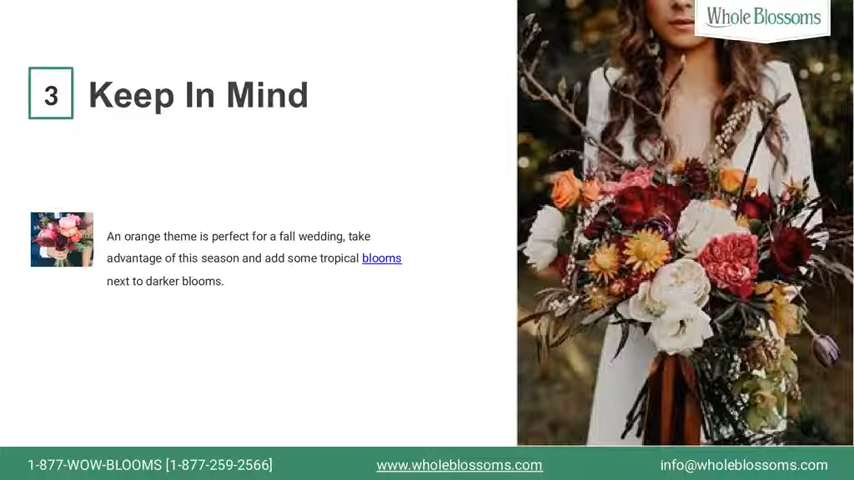 Whole Blossoms
3
Keep In Mind
An orange theme is perfect for a fall wedding, take
advantage of this season and add some tropical blooms
next to darker blooms.
1-877-WOW-BLOOMS [1-877-259-2566]
www.wholeblossoms.com
info@wholeblossoms.com